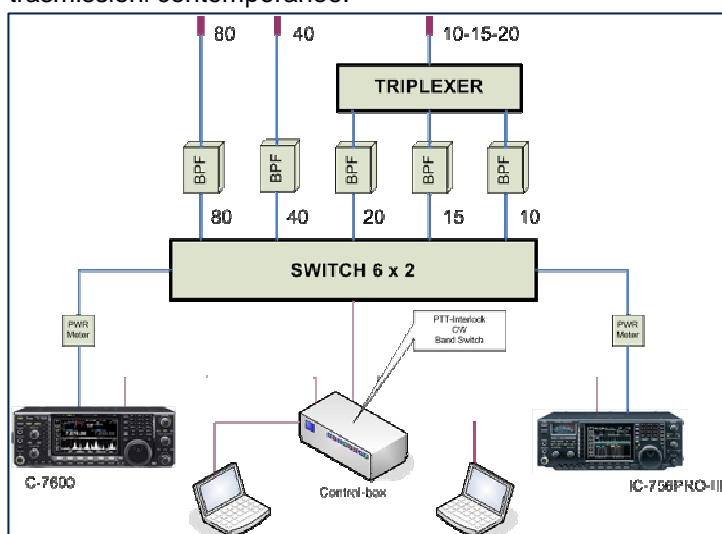 trasmissioni contemporanee.
80 40 10-15-20
TRIPLEXER
BPF BPF BPF BPF BPF
80 40 20 15 10
SWITCH 6 x 2
PWR
Meter
PTT-Interlock
CW
Band Switch
PWR
Meter
C-7600
Control-box
IC-756PRO-III